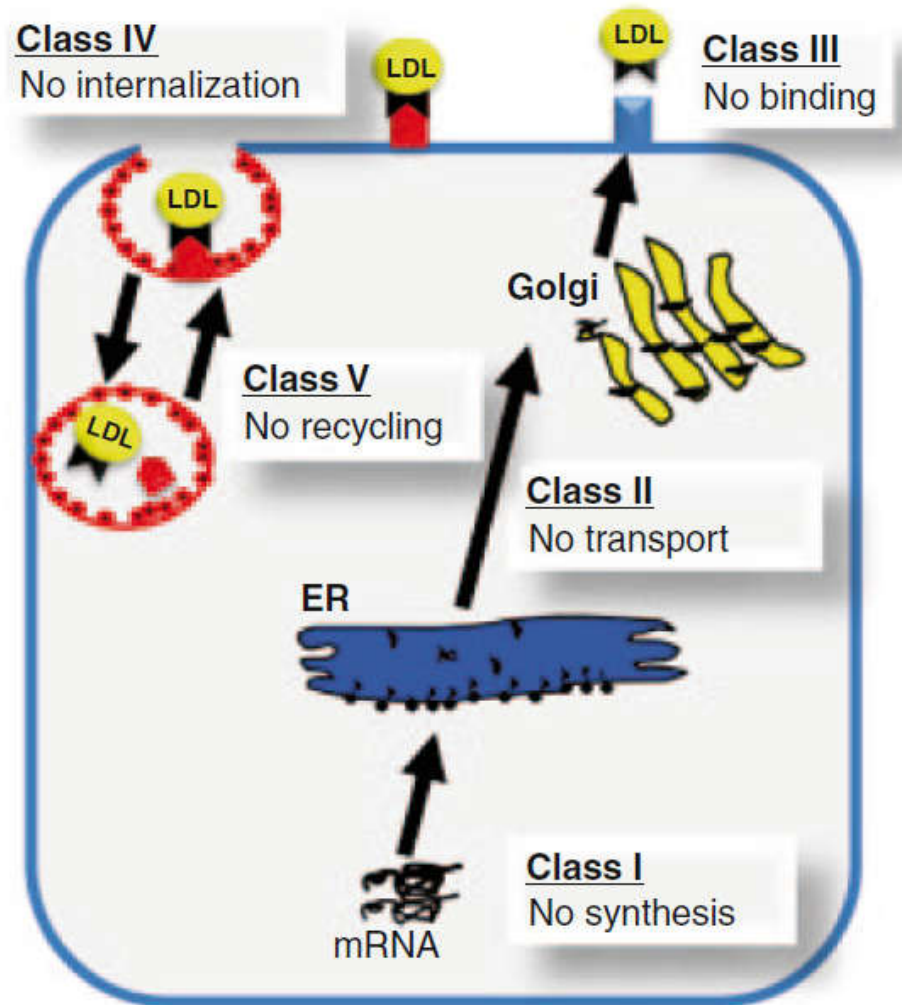 Class IV
No internalization
LDL
LDL
Class III
No binding
LDL
Golgi
Class V
No recycling
LDL
Class II
No transport
ER
Class I
No synthesis
mRNA